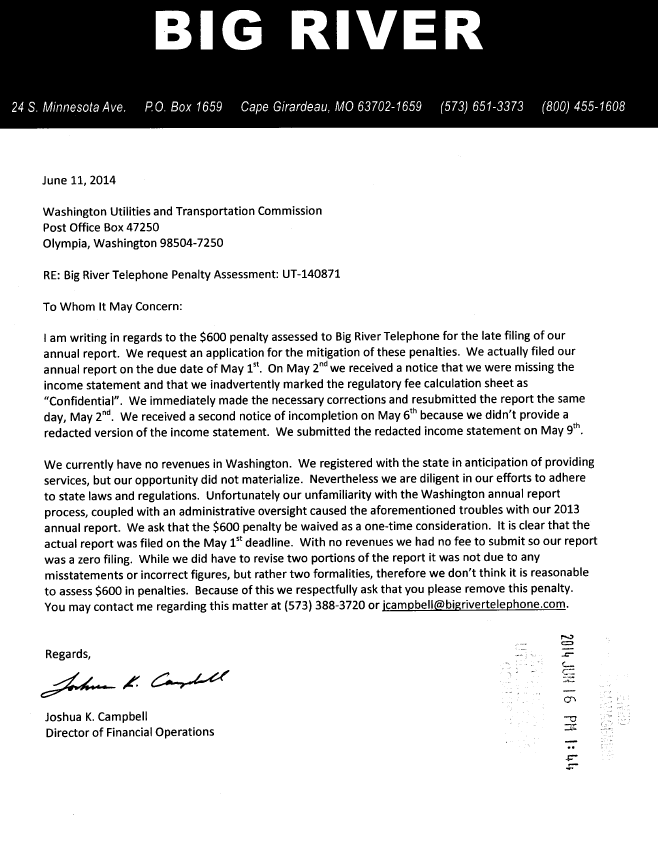 BIG RIVER
24 S. Minnesota Ave. P.O. Box 1659 Cape Girardeau, MO 63702-1659 (573) 651-3373 (800) 455-1608
June 11, 2014
Washington Utilities and Transportation Commission
Post Office Box 47250
Olympia, Washington 98504-7250
RE: Big River Telephone Penalty Assessment: UT-140871
To Whom It May Concern:
I am writing in regards to the $600 penalty assessed to Big River Telephone for the late filing of our
annual report. We request an application for the mitigation of these penalties. We actually filed our
annual report on the due date of May 1st. On May 2nd we received a notice that we were missing the
income statement and that we inadvertently marked the regulatory fee calculation sheet as
“Confidential”. We immediately made the necessary corrections and resubmitted the report the same
day, May 2nd. We received a second notice of incompletion on May 6th because we didn’t provide a
redacted version of the income statement. We submitted the redacted income statement on May 9th.
We currently have no revenues in Washington. We registered with the state in anticipation of providing
services, but our opportunity did not materialize. Nevertheless we are diligent in our efforts to adhere
to state laws and regulations. Unfortunately our unfamiliarity with the Washington annual report
process, coupled with an administrative oversight caused the aforementioned troubles with our 2013
annual report. We ask that the $600 penalty be waived as a one-time consideration. It is clear that the
actual report was filed on the May 1st deadline. With no revenues we had no fee to submit so our report
was a zero filing. While we did have to revise two portions of the report it was not due to any
misstatements or incorrect figures, but rather two formalities, therefore we don’t think it is reasonable
to assess $600 in penalties. Because of this we respectfully ask that you please remove this penalty.
You may contact me regarding this matter at (573) 388-3720 or jcampbell@bigrivertelephone.com.
Regards,
Joshua K. Campbell
Joshua K. Campbell
Director of Financial Operations
2014 JUN 16 PM 1:44